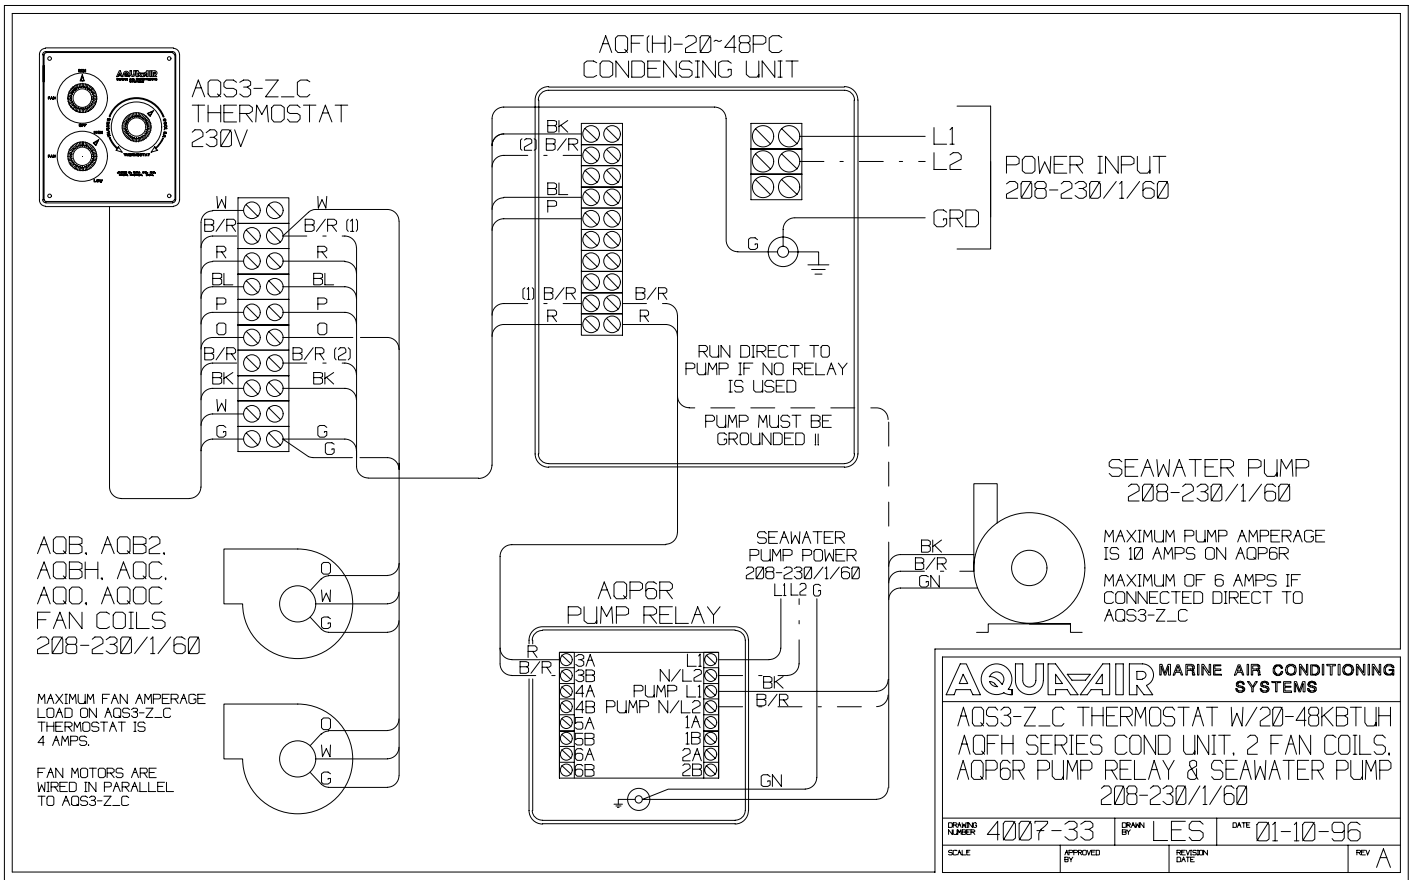 AQUA-AIR
FAN
OFF
FAN
LOW
THERMOSTAT
AQS3-Z_C
THERMOSTAT
230V
W
B/R
R
BL
P
O
B/R
BK
W
G
W
B/R (1)
R
BL
P
O
B/R (2)
BK
G
G
AQF(H)-20~48PC
CONDENSING UNIT
BK
(2) B/R
BL
P
(1) B/R
R
B/R
R
G
L1
L2
GRD
POWER INPUT
208-230/1/60
RUN DIRECT TO
PUMP IF NO RELAY
IS USED
PUMP MUST BE
GROUNDED !!
AQB, AQB2,
AQBH, AQC,
AQO, AQOC
FAN COILS
208-230/1/60
O
W
G
MAXIMUM FAN AMPERAGE
LOAD ON AQS3-Z_C
THERMOSTAT IS
4 AMPS.
FAN MOTORS ARE
WIRED IN PARALLEL
TO AQS3-Z_C
O
W
G
SEAWATER
PUMP POWER
208-230/1/60
L1 L2 G
AQP6R
PUMP RELAY
R
B/R
3A
3B
4A
4B
5A
5B
6A
6B
L1
N/L2
PUMP L1
PUMP N/L2
1A
1B
2A
2B
BK
B/R
GN
BK
B/R
GN
SEAWATER PUMP
208-230/1/60
MAXIMUM PUMP AMPERAGE
IS 10 AMPS ON AQP6R
MAXIMUM OF 6 AMPS IF
CONNECTED DIRECT TO
AQS3-Z_C
AQUA-AIR MARINE AIR CONDITIONING
SYSTEMS
AQS3-Z_C THERMOSTAT W/20-48KBTUH
AQFH SERIES COND UNIT, 2 FAN COILS,
AQP6R PUMP RELAY & SEAWATER PUMP
208-230/1/60
DRAWING
NUMBER 4007-33
DRAWN
BY LES
DATE 01-10-96
SCALE
APPROVED
BY
REVISION
DATE
REV A